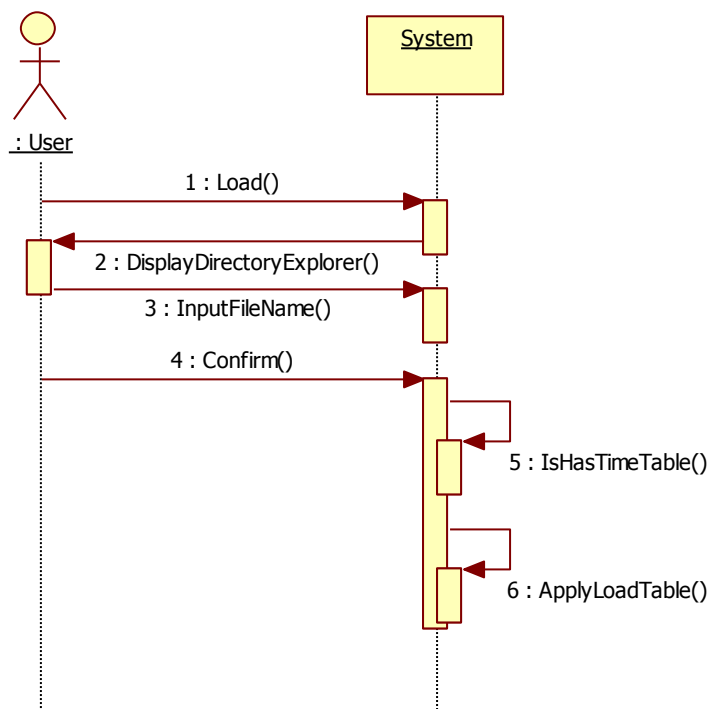 System
: User
1 : Load()
2 : DisplayDirectoryExplorer()
3 : InputFileName()
4 : Confirm()
5 : IsHasTimeTable()
6 : ApplyLoadTable()